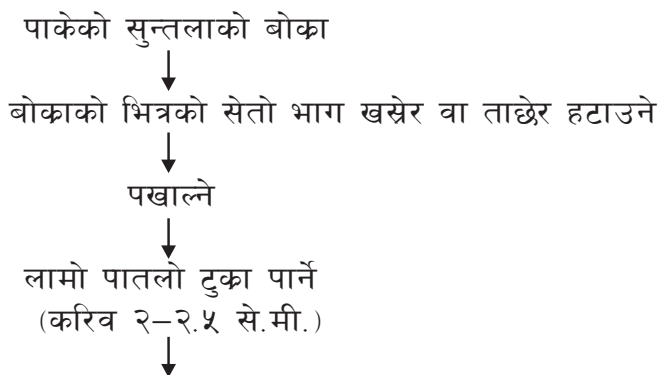 पाकेको सुन्तलाको बोक्रा
बोक्राको भित्रको सेतो भाग खस्रेर वा ताछेर हटाउने
पखाल्ने
लामो पातलो टुक्रा पार्ने
(करिव २–२.५ से.मी.)